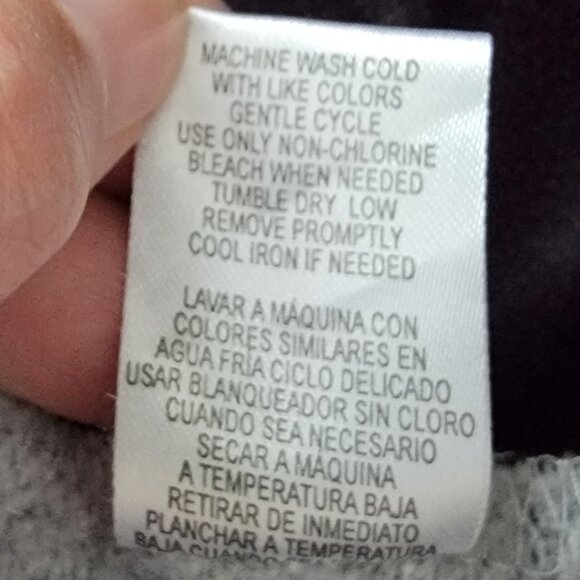 MACHINE WASH COLD
WITH LIKE COLORS
GENTLE CYCLE
USE ONLY NON-CHLORINE
BLEACH WHEN NEEDED
TUMBLE DRY LOW
REMOVE PROMPTLY
COOL IRON IF NEEDED
LAVAR A MÁQUINA CON
COLORES SIMILARES EN
AGUA FRÍA CICLO DELICADO
USAR BLANQUEADOR SIN CLORO
CUANDO SEA NECESARIO
SECAR A MÁQUINA
A TEMPERATURA BAJA
RETIRAR DE INMEDIATO
PLANCHAR A TEMPERATURA
BAJA CUANDO